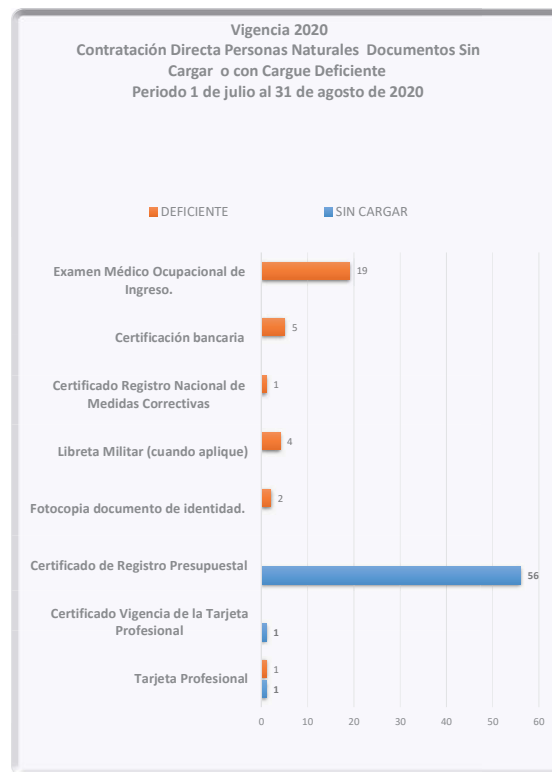 Vigencia 2020
Contratación Directa Personas Naturales Documentos Sin
Cargar o con Cargue Deficiente
Periodo 1 de julio al 31 de agosto de 2020
DEFICIENTE
SIN CARGAR
Examen Médico Ocupacional de
Ingreso.
19
Certificación bancaria
5
Certificado Registro Nacional de
Medidas Correctivas
1
Libreta Militar (cuando aplique)
4
Fotocopia documento de identidad.
2
Certificado de Registro Presupuestal
56
Certificado Vigencia de la Tarjeta
Profesional
1
Tarjeta Profesional
1
1
0 10 20 30 40 50 60